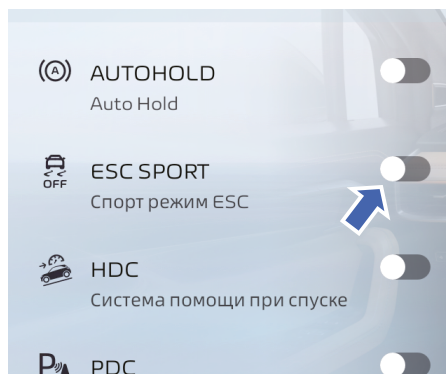 (A)
AUTOHOLD
Auto Hold
OFF
ESC SPORT
Спорт режим ESC
HDC
Система помощи при спуске
P
PDC